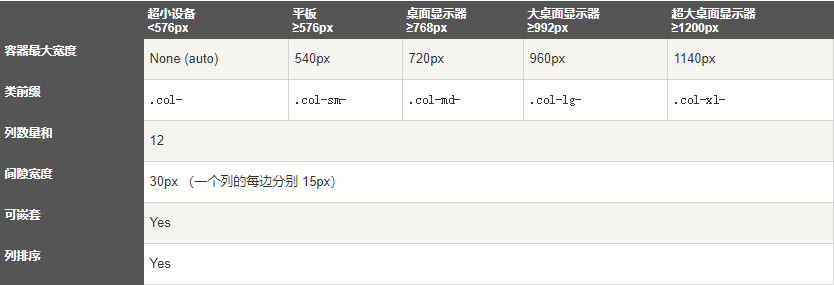 超小设备 平板 桌面显示器 大桌面显示器 超大桌面显示器
<576px ≥576px ≥768px ≥992px ≥1200px
容器最大宽度 None (auto) 540px 720px 960px 1140px
类前缀 .col- .col-sm- .col-md- .col-lg- .col-xl-
列数量和 12
间隙宽度 30px （一个列的每边分别 15px）
可嵌套 Yes
列排序 Yes